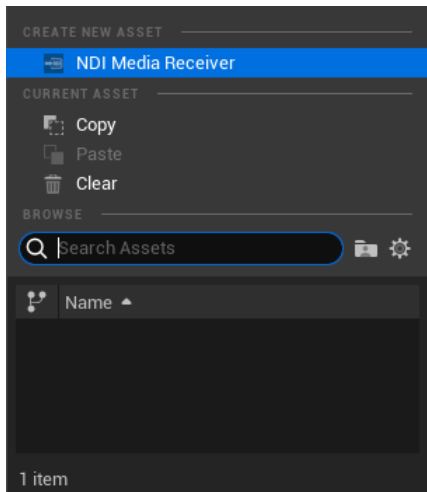 CREATE NEW ASSET
NDI Media Receiver
CURRENT ASSET
Copy
Paste
Clear
BROWSE
Search Assets
Name
1 item